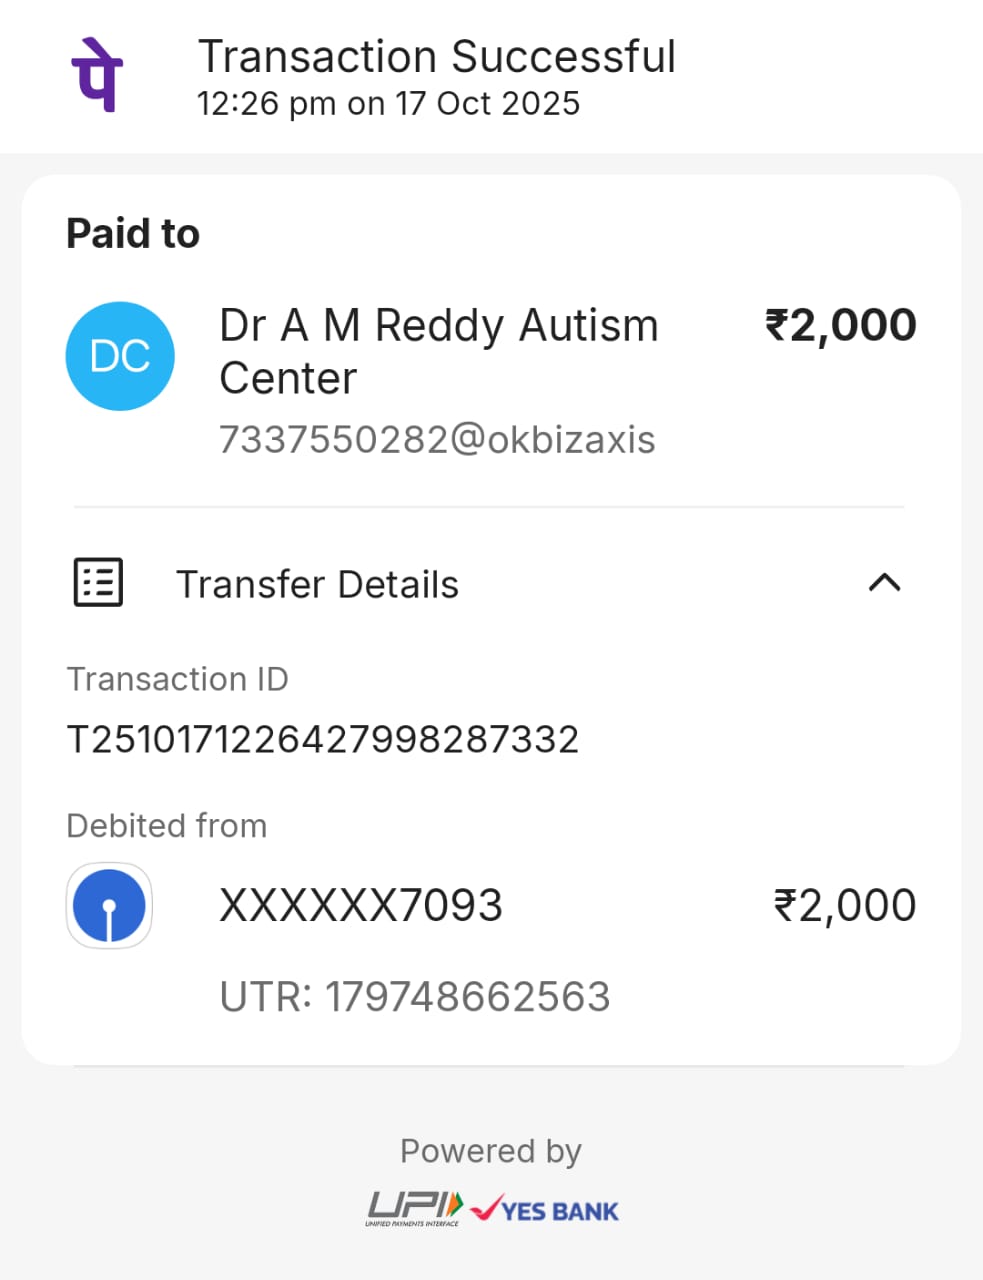 पे
Transaction Successful
12:26 pm on 17 Oct 2025
Paid to
DC
Dr A M Reddy Autism
Center
₹2,000
7337550282@okbizaxis
Transfer Details
Transaction ID
T2510171226427998287332
Debited from
XXXXXX7093
₹2,000
UTR: 179748662563
Powered by
UPI
UNIFIED PAYMENTS INTERFACE
YES BANK